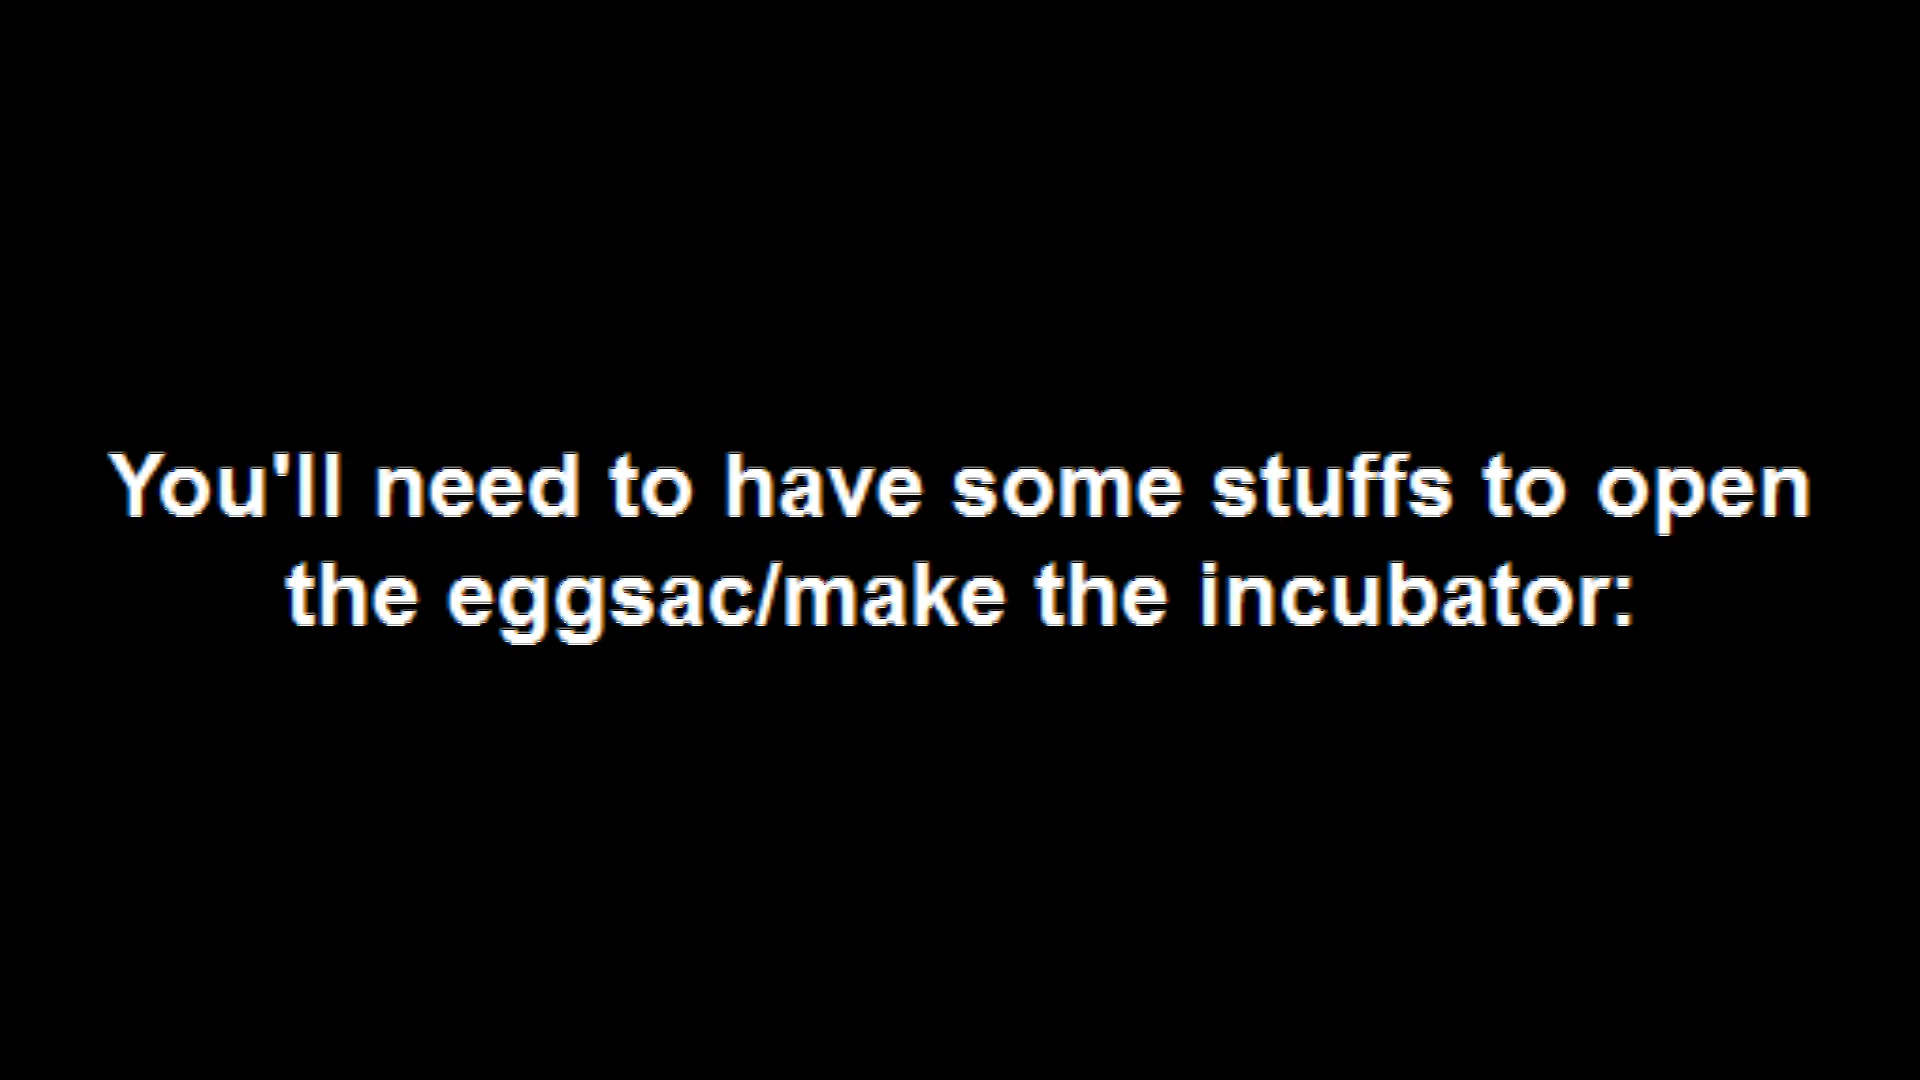 You'll need to have some stuffs to open
the eggsac/make the incubator: